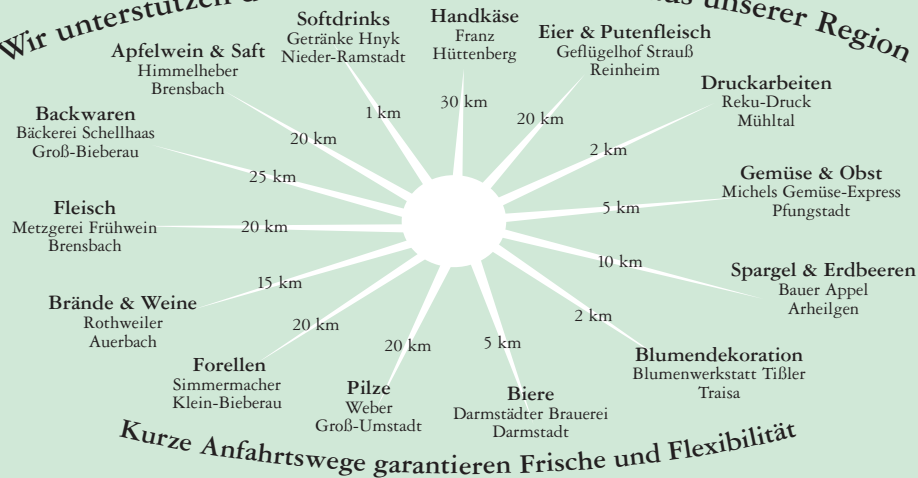 Wir unterstützen
unserer Region
Softdrinks
Getränke Hnyk
Nieder-Ramstadt
1 km
Handkäse
Franz
Hüttenberg
30 km
Eier & Putenfleisch
Geflügelhof Strauß
Reinheim
20 km
Druckarbeiten
Reku-Druck
Mühltal
2 km
Gemüse & Obst
Michels Gemüse-Express
Pfungstadt
5 km
Spargel & Erdbeeren
Bauer Appel
Arheilgen
10 km
Blumendekoration
Blumenwerkstatt Tißler
Traisa
2 km
Biere
Darmstädter Brauerei
Darmstadt
5 km
Pilze
Weber
Groß-Umstadt
20 km
Forellen
Simmermacher
Klein-Bieberau
20 km
Brände & Weine
Rothweiler
Auerbach
15 km
Fleisch
Metzgerei Frühwein
Brensbach
20 km
Backwaren
Bäckerei Schellhaas
Groß-Bieberau
25 km
Apfelwein & Saft
Himmelheber
Brensbach
20 km
Kurze Anfahrtswege garantieren Frische und Flexibilität